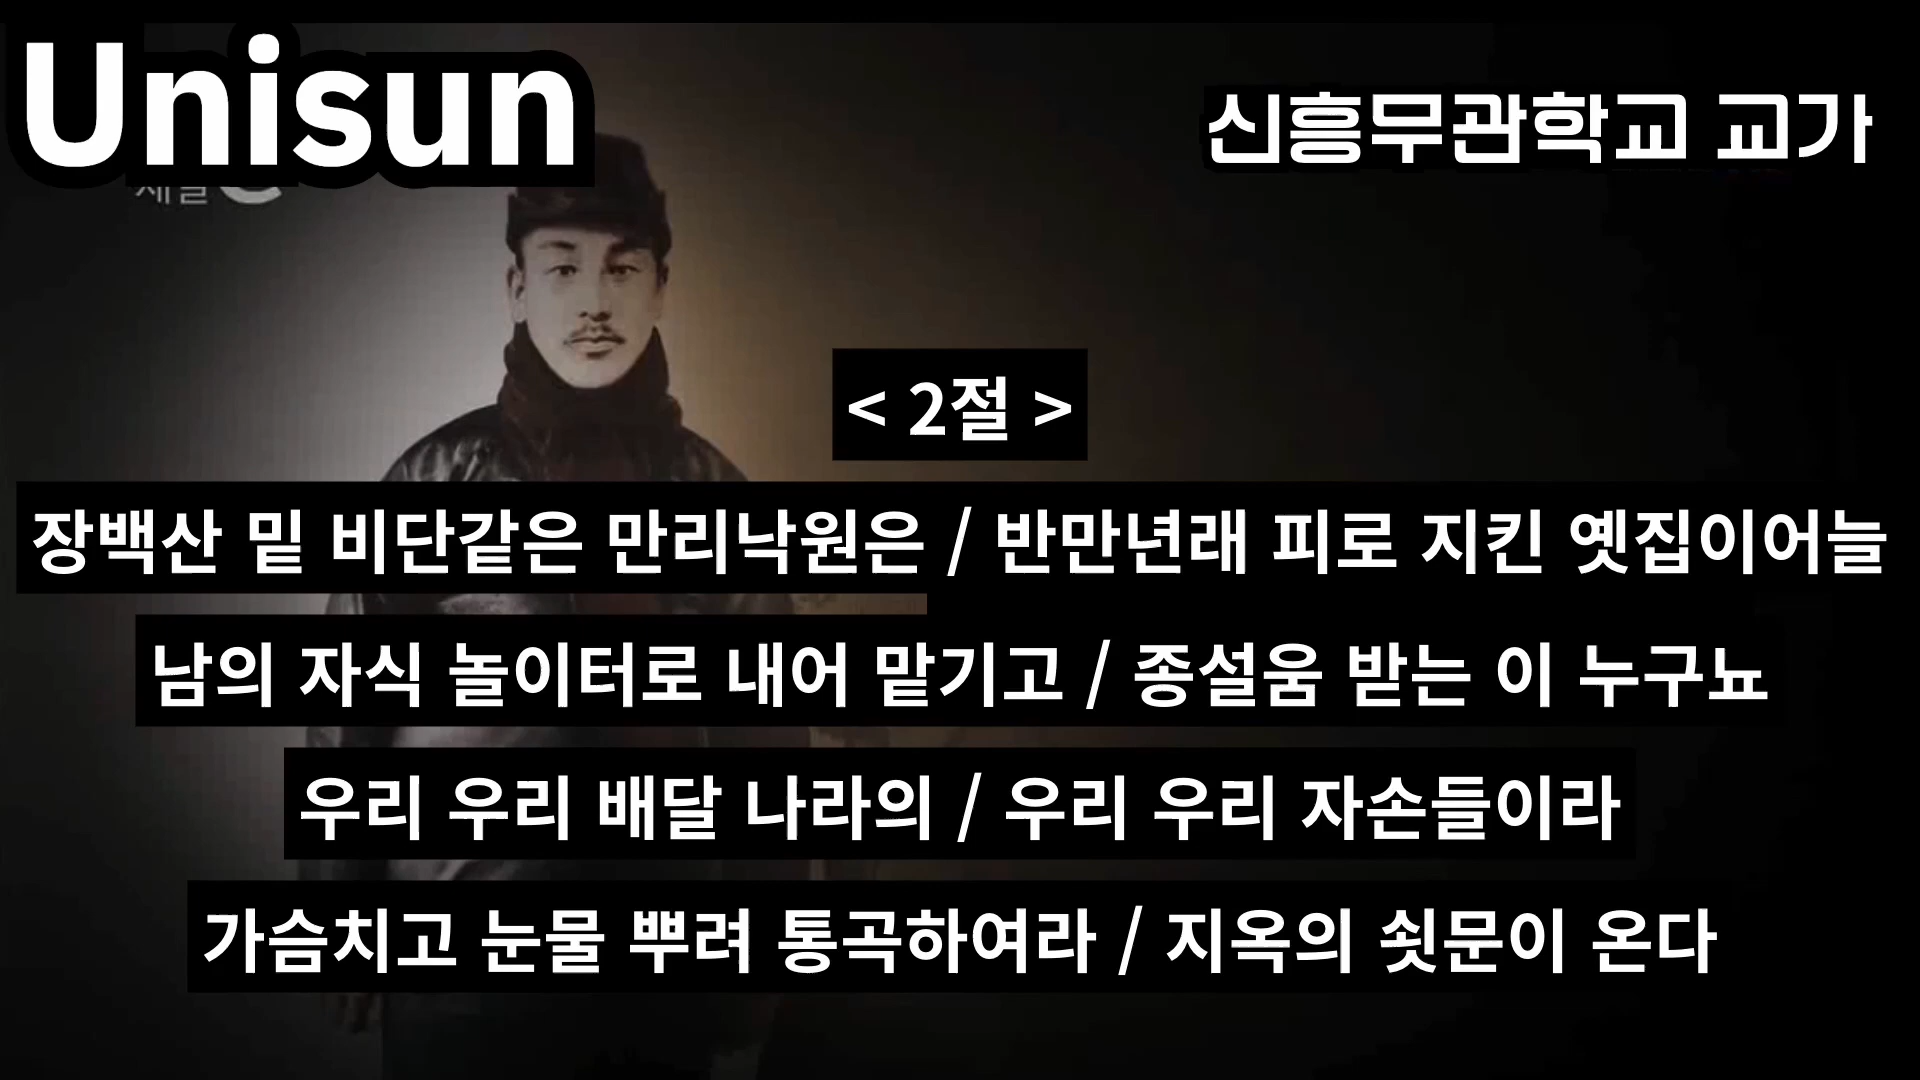 Unisun
신흥무관학교 교가
< 2절 >
장백산 밑 비단같은 만리낙원은 / 반만년래 피로 지킨 옛집이어늘
남의 자식 놀이터로 내어 맡기고 / 종설움 받는 이 누구뇨
우리 우리 배달 나라의 / 우리 우리 자손들이라
가슴치고 눈물 뿌려 통곡하여라 / 지옥의 쇳문이 온다